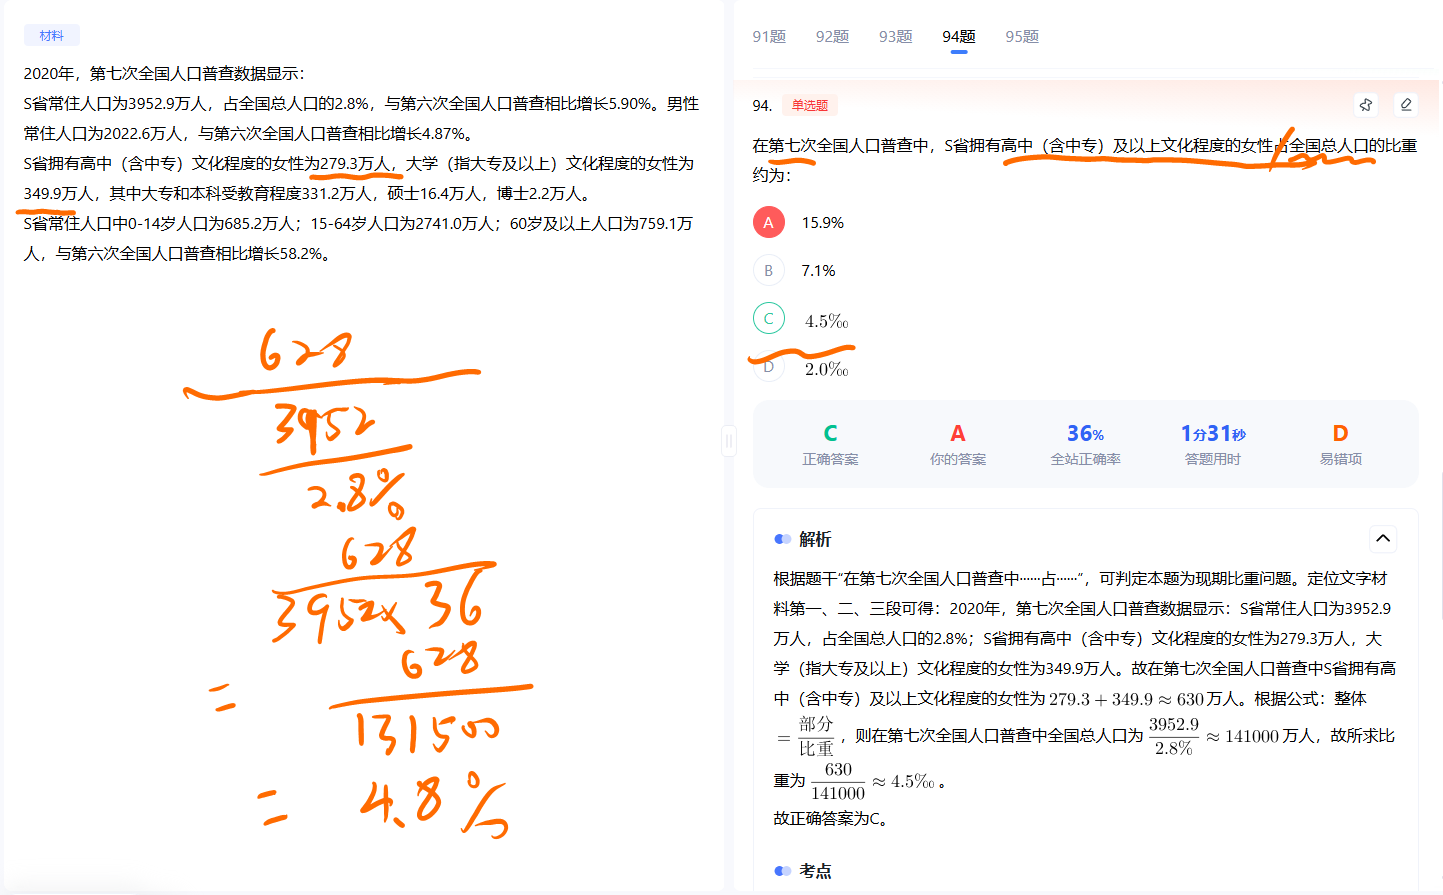 材料
2020年，第七次全国人口普查数据显示：
S省常住人口为3952.9万人，占全国总人口的2.8%，与第六次全国人口普查相比增长5.90%。男性
常住人口为2022.6万人，与第六次全国人口普查相比增长4.87%。
S省拥有高中（含中专）文化程度的女性为279.3万人，大学（指大专及以上）文化程度的女性为
349.9万人，其中大专和本科受教育程度331.2万人，硕士16.4万人，博士2.2万人。
S省常住人口中0-14岁人口为685.2万人；15-64岁人口为2741.0万人；60岁及以上人口为759.1万
人，与第六次全国人口普查相比增长58.2%。
628
3952
2.8%
628
3952×36
628
=
131500
= 4.8%
91题 92题 93题 94题 95题
94. 单选题
在第七次全国人口普查中，S省拥有高中（含中专）及以上文化程度的女性占全国总人口的比重
约为：
A 15.9%
B 7.1%
C 4.5‰
D 2.0‰
C A 36% 1分31秒 D
正确答案 你的答案 全站正确率 答题用时 易错项
解析
根据题干“在第七次全国人口普查中……占……”，可判定本题为现期比重问题。定位文字材
料第一、二、三段可得：2020年，第七次全国人口普查数据显示：S省常住人口为3952.9
万人，占全国总人口的2.8%；S省拥有高中（含中专）文化程度的女性为279.3万人，大
学（指大专及以上）文化程度的女性为349.9万人。故在第七次全国人口普查中S省拥有高
中（含中专）及以上文化程度的女性为 279.3 + 349.9 ≈ 630 万人。根据公式：整体
= 部分/比重，则在第七次全国人口普查中全国总人口为 3952.9/2.8% ≈ 141000 万人，故所求比
重为 630/141000 ≈ 4.5‰。
故正确答案为C。
考点